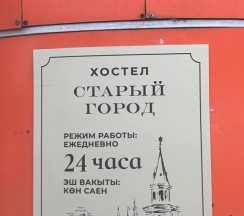 ХОСТЕЛ
СТАРЫЙ
ГОРОД
РЕЖИМ РАБОТЫ:
ЕЖЕДНЕВНО
24 часа
ЭШ ВАКЫТЫ:
КӨН САЕН